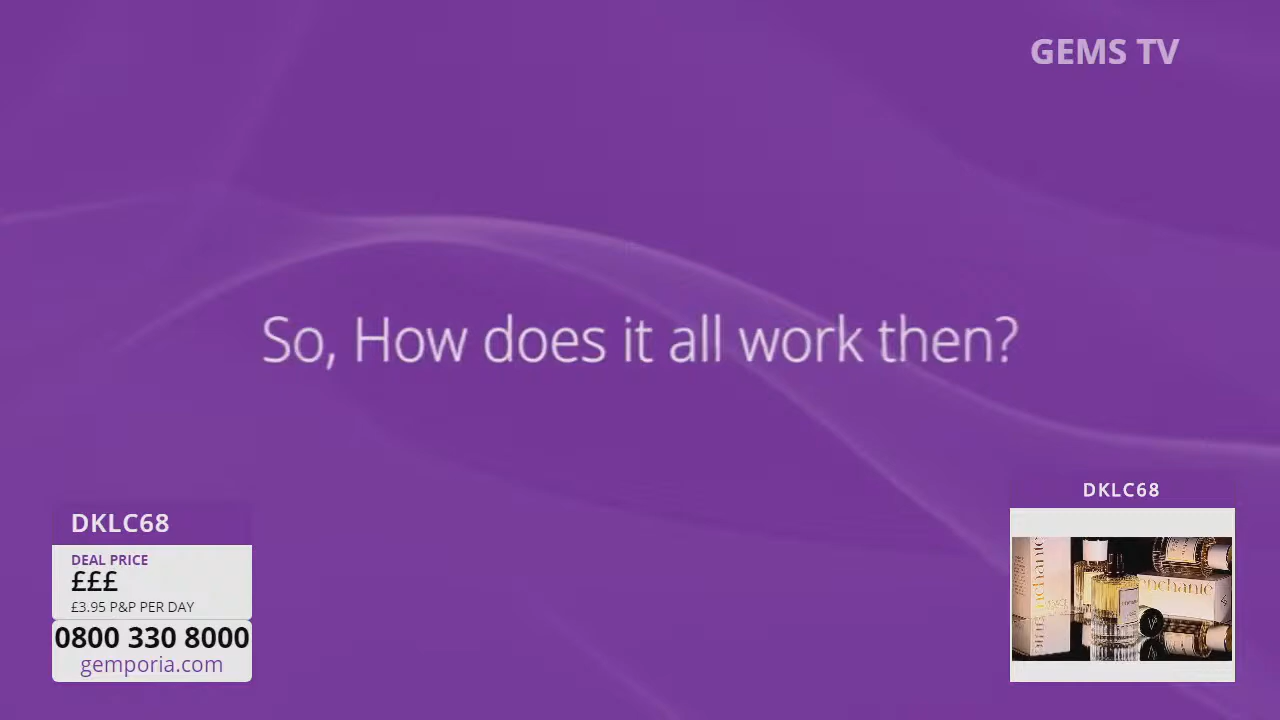 GEMS TV
So, How does it all work then?
DKLC68
DEAL PRICE
£££
£3.95 P&P PER DAY
0800 330 8000
gemporia.com
DKLC68